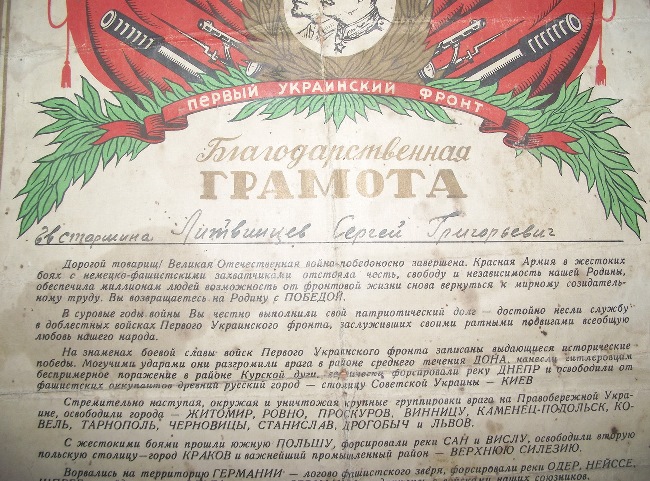 ПЕРВЫЙ УКРАИНСКИЙ ФРОНТ
Благодарственная
ГРАМОТА
старшина Литвинцев Сергей Григорьевич
Дорогой товарищ! Великая Отечественная война победоносно завершена. Красная Армия в жестоких
боях с немецко-фашистскими захватчиками отстояла честь, свободу и независимость нашей Родины,
обеспечила миллионам людей возможность от фронтовой жизни снова вернуться к мирному созидатель-
ному труду. Вы возвращаетесь на Родину с ПОБЕДОЙ.
В суровые годы войны Вы честно выполнили свой патриотический долг — достойно несли службу
в доблестных войсках Первого Украинского фронта, заслуживших своими ратными подвигами всеобщую
любовь нашего народа.
На знаменах боевой славы войск Первого Украинского фронта записаны выдающиеся исторические
победы. Могучими ударами они разгромили врага в районе среднего течения ДОНА, нанесли гитлеровцам
беспримерное поражение в районе Курской дуги, форсировали реку ДНЕПР и освободили от
фашистских оккупантов древний русский город — столицу Советской Украины — КИЕВ
Стремительно наступая, окружая и уничтожая крупные группировки врага на Правобережной Укра-
ине, освободили города — ЖИТОМИР, РОВНО, ПРОСКУРОВ, ВИННИЦУ, КАМЕНЕЦ-ПОДОЛЬСК, КО-
ВЕЛЬ, ТАРНОПОЛЬ, ЧЕРНОВИЦЫ, СТАНИСЛАВ, ДРОГОБЫЧ и ЛЬВОВ.
С жестокими боями прошли южную ПОЛЬШУ, форсировали реки САН и ВИСЛУ, освободили вторую
польскую столицу—город КРАКОВ и важнейший промышленный район — ВЕРХНЮЮ СИЛЕЗИЮ.
Ворвались на территорию ГЕРМАНИИ — логово фашистского зверя, форсировали реки ОДЕР, НЕЙССЕ,
войсками наших союзников.